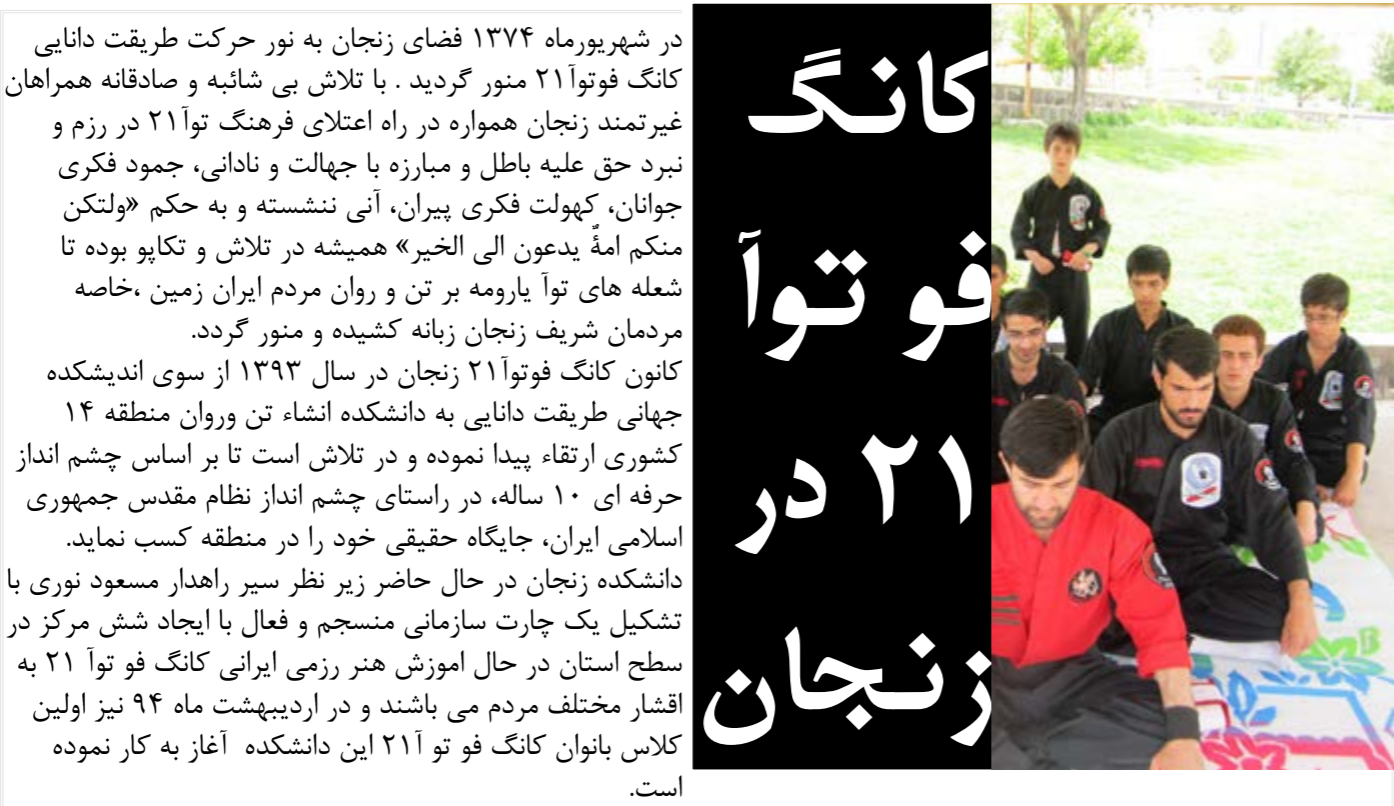 کانگ
فو توآ
۲۱ در
زنجان
در شهریورماه ۱۳۷۴ فضای زنجان به نور حرکت طریقت دانایی
کانگ فوتوآ۲۱ منور گردید . با تلاش بی شائبه و صادقانه همراهان
غیرتمند زنجان همواره در راه اعتلای فرهنگ توآ۲۱ در رزم و
نبرد حق علیه باطل و مبارزه با جهالت و نادانی، جمود فکری
جوانان، کهولت فکری پیران، آنی ننشسته و به حکم «ولتکن
منکم امةٌ یدعون الی الخیر» همیشه در تلاش و تکاپو بوده تا
شعله های توآ یارومه بر تن و روان مردم ایران زمین ،خاصه
مردمان شریف زنجان زبانه کشیده و منور گردد.
کانون کانگ فوتوآ۲۱ زنجان در سال ۱۳۹۳ از سوی اندیشکده
جهانی طریقت دانایی به دانشکده انشاء تن وروان منطقه ۱۴
کشوری ارتقاء پیدا نموده و در تلاش است تا بر اساس چشم انداز
حرفه ای ۱۰ ساله، در راستای چشم انداز نظام مقدس جمهوری
اسلامی ایران، جایگاه حقیقی خود را در منطقه کسب نماید.
دانشکده زنجان در حال حاضر زیر نظر سیر راهدار مسعود نوری با
تشکیل یک چارت سازمانی منسجم و فعال با ایجاد شش مرکز در
سطح استان در حال اموزش هنر رزمی ایرانی کانگ فو توآ ۲۱ به
اقشار مختلف مردم می باشند و در اردیبهشت ماه ۹۴ نیز اولین
کلاس بانوان کانگ فو تو آ۲۱ این دانشکده  آغاز به کار نموده
است.